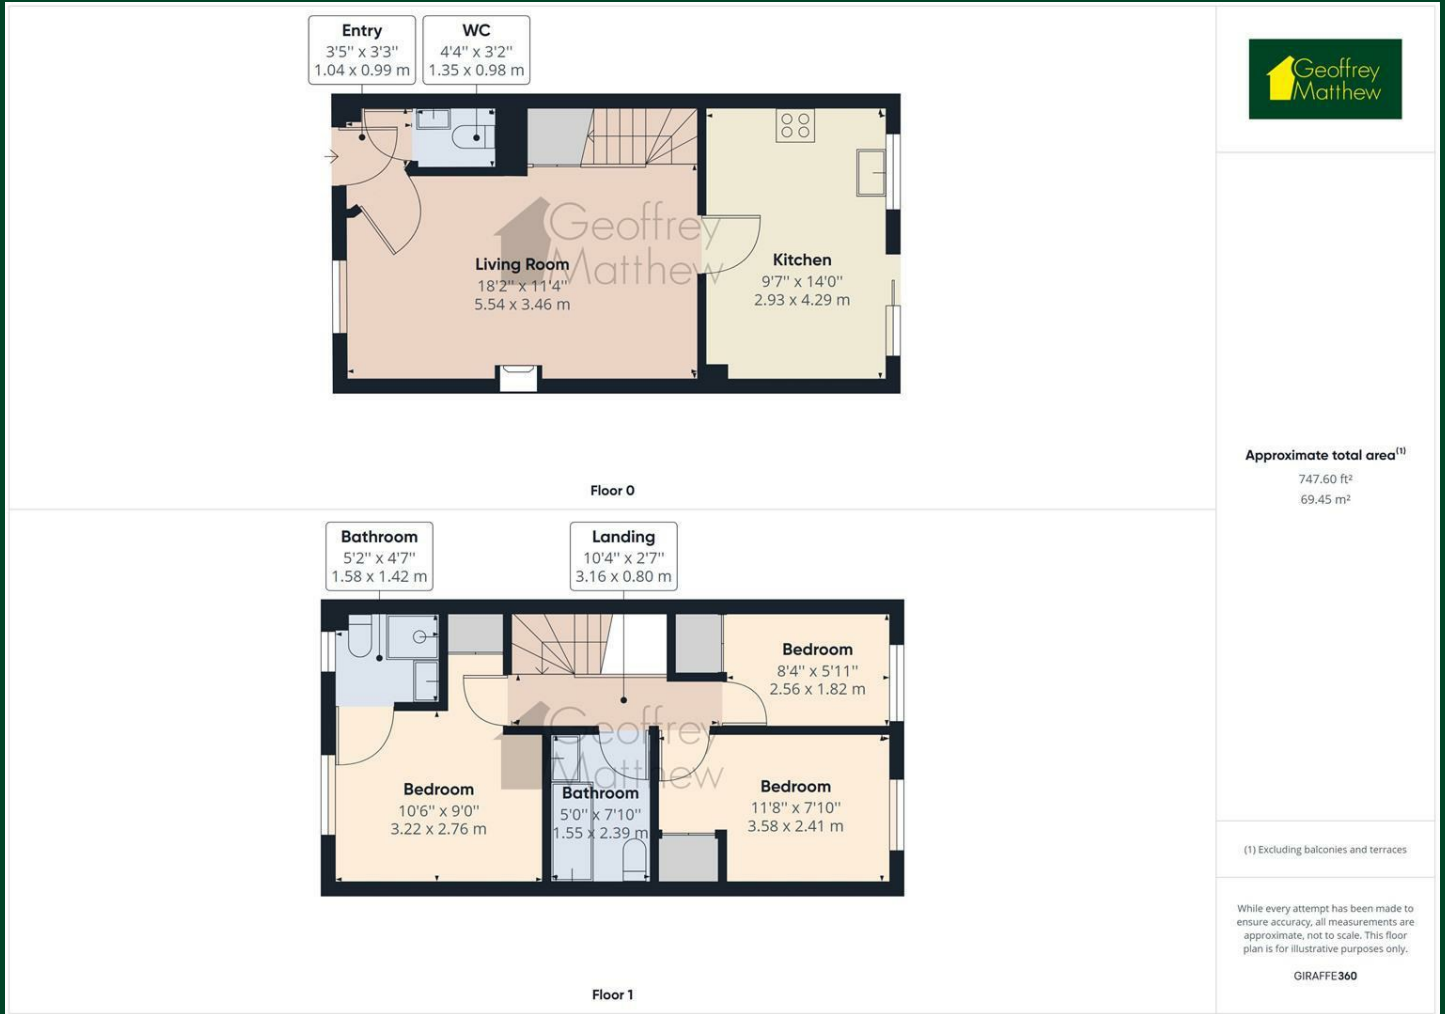 Entry
3'5'' x 3'3''
1.04 x 0.99 m
WC
4'4'' x 3'2''
1.35 x 0.98 m
Geoffrey
Matthew
Geoffrey
Matthew
Living Room
18'2'' x 11'4''
5.54 x 3.46 m
Kitchen
9'7'' x 14'0''
2.93 x 4.29 m
Floor 0
Approximate total area(1)
747.60 ft²
69.45 m²
Bathroom
5'2'' x 4'7''
1.58 x 1.42 m
Landing
10'4'' x 2'7''
3.16 x 0.80 m
Bedroom
8'4'' x 5'11''
2.56 x 1.82 m
Geoffrey
Matthew
Bedroom
10'6'' x 9'0''
3.22 x 2.76 m
Bathroom
5'0'' x 7'10''
1.55 x 2.39 m
Bedroom
11'8'' x 7'10''
3.58 x 2.41 m
Floor 1
(1) Excluding balconies and terraces
While every attempt has been made to
ensure accuracy, all measurements are
approximate, not to scale. This floor
plan is for illustrative purposes only.
GIRAFFE360